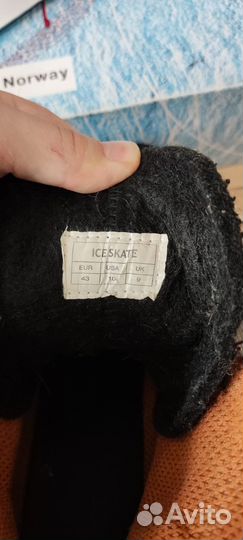 Norway
ICESKATE
EUR USA UK
43 10 9
Avito